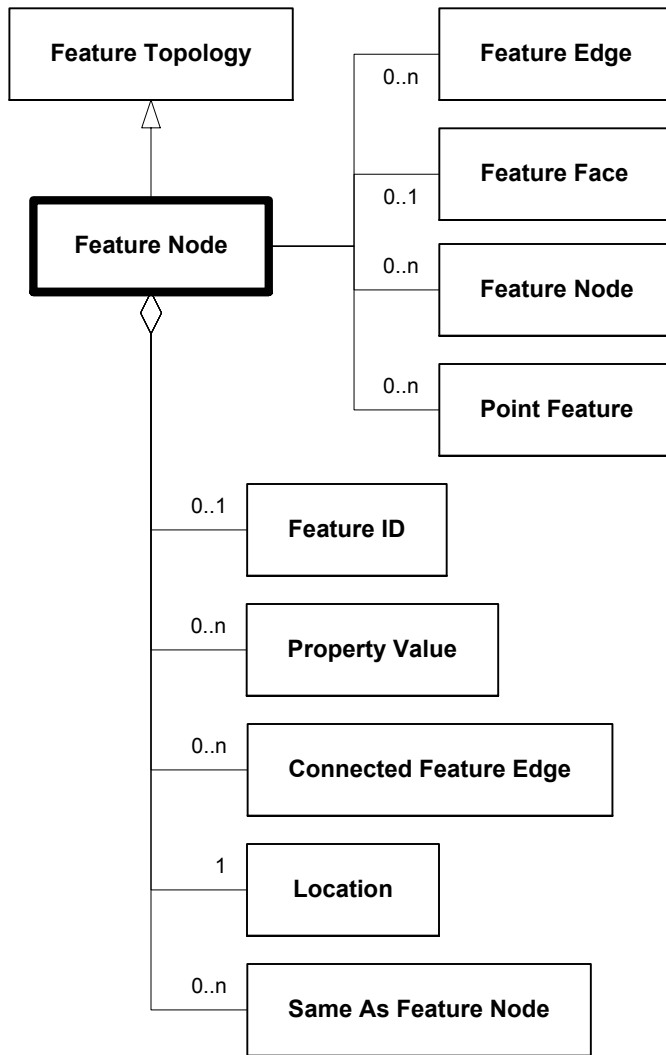 Feature Topology
Feature Edge
0..n
Feature Face
0..1
Feature Node
0..n
Feature Node
0..n
Point Feature
0..1
Feature ID
0..n
Property Value
0..n
Connected Feature Edge
1
Location
0..n
Same As Feature Node